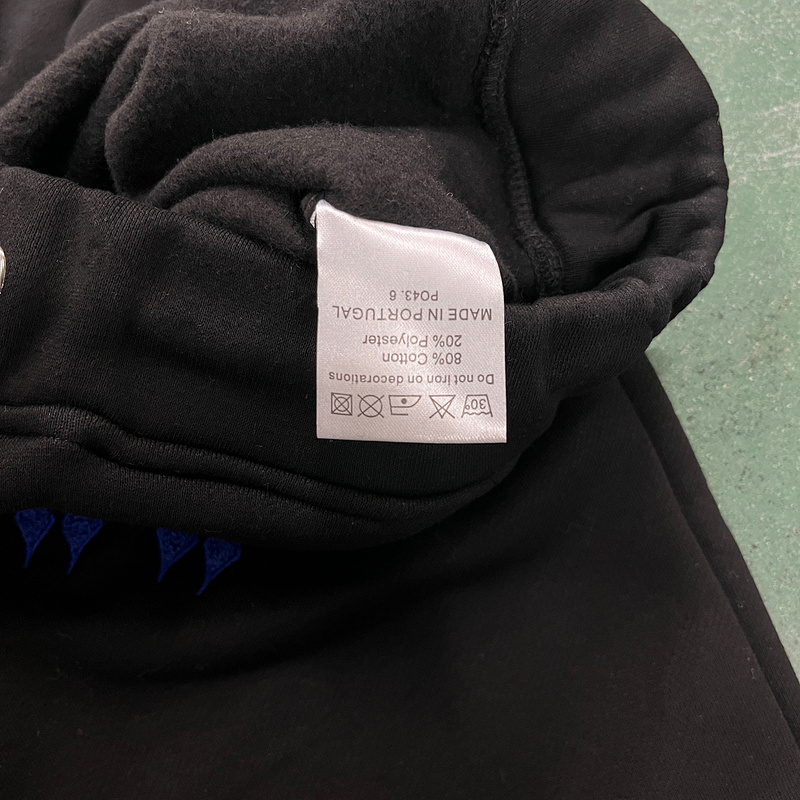 30°
Do not Iron on decorations
80% Cotton
20% Polyester
MADE IN PORTUGAL
PO43.6